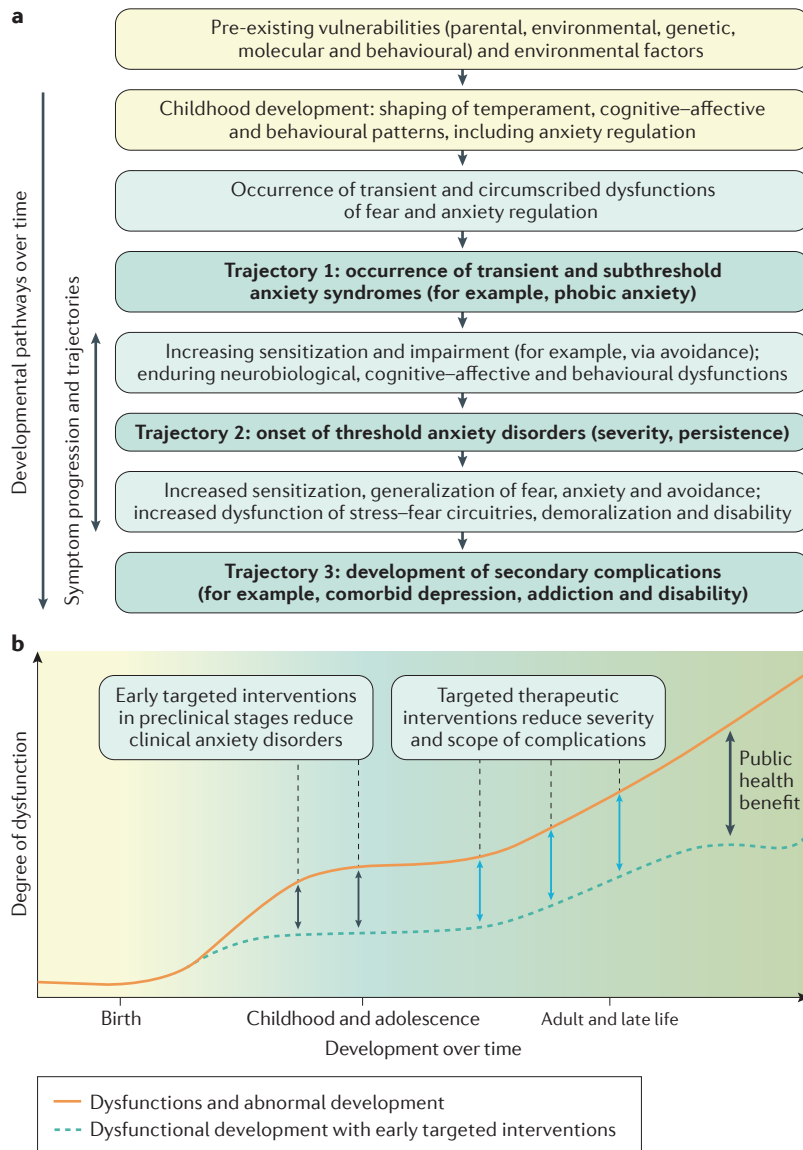 a
Pre-existing vulnerabilities (parental, environmental, genetic,
molecular and behavioural) and environmental factors
Childhood development: shaping of temperament, cognitive–affective
and behavioural patterns, including anxiety regulation
Occurrence of transient and circumscribed dysfunctions
of fear and anxiety regulation
Trajectory 1: occurrence of transient and subthreshold
anxiety syndromes (for example, phobic anxiety)
Increasing sensitization and impairment (for example, via avoidance);
enduring neurobiological, cognitive–affective and behavioural dysfunctions
Trajectory 2: onset of threshold anxiety disorders (severity, persistence)
Increased sensitization, generalization of fear, anxiety and avoidance;
increased dysfunction of stress–fear circuitries, demoralization and disability
Trajectory 3: development of secondary complications
(for example, comorbid depression, addiction and disability)
Developmental pathways over time
Symptom progression and trajectories
b
Early targeted interventions
in preclinical stages reduce
clinical anxiety disorders
Targeted therapeutic
interventions reduce severity
and scope of complications
Public
health
benefit
Degree of dysfunction
Birth
Childhood and adolescence
Adult and late life
Development over time
Dysfunctions and abnormal development
Dysfunctional development with early targeted interventions